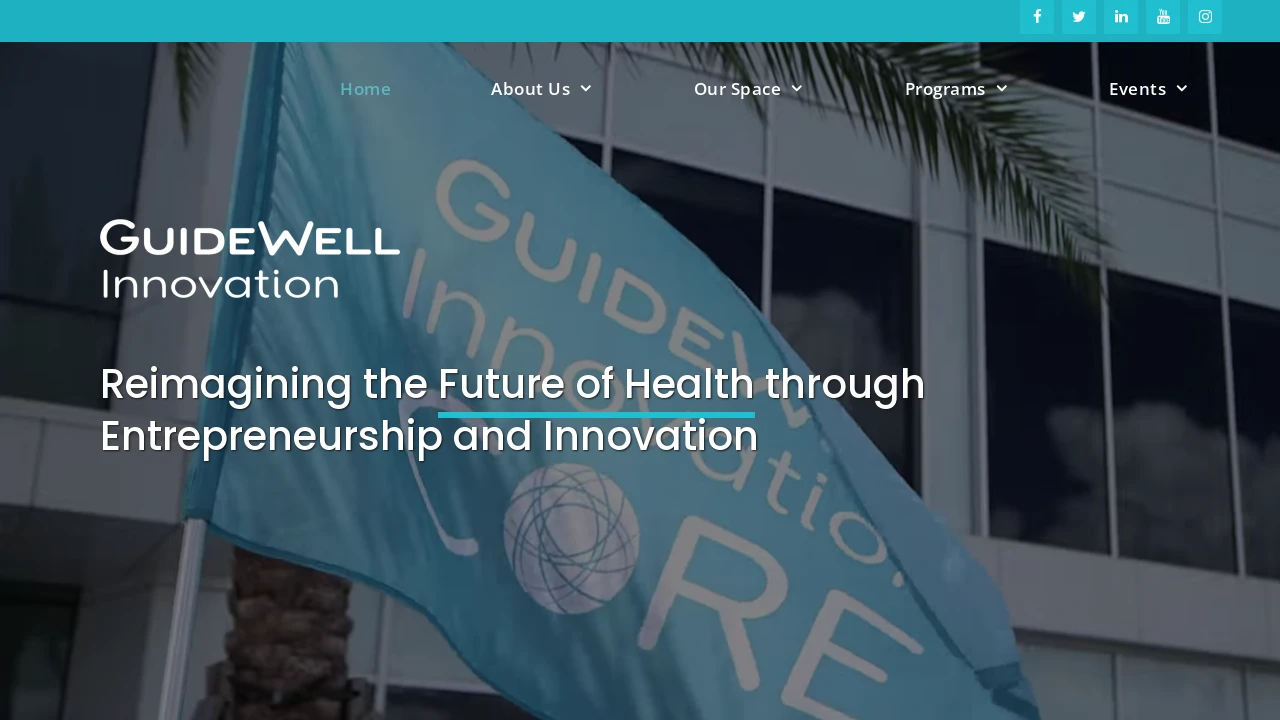 Home About Us Our Space Programs Events
GUIDEWELL
Innovation
Reimagining the Future of Health through
Entrepreneurship and Innovation
GUIDEW
Innovatio
CORE